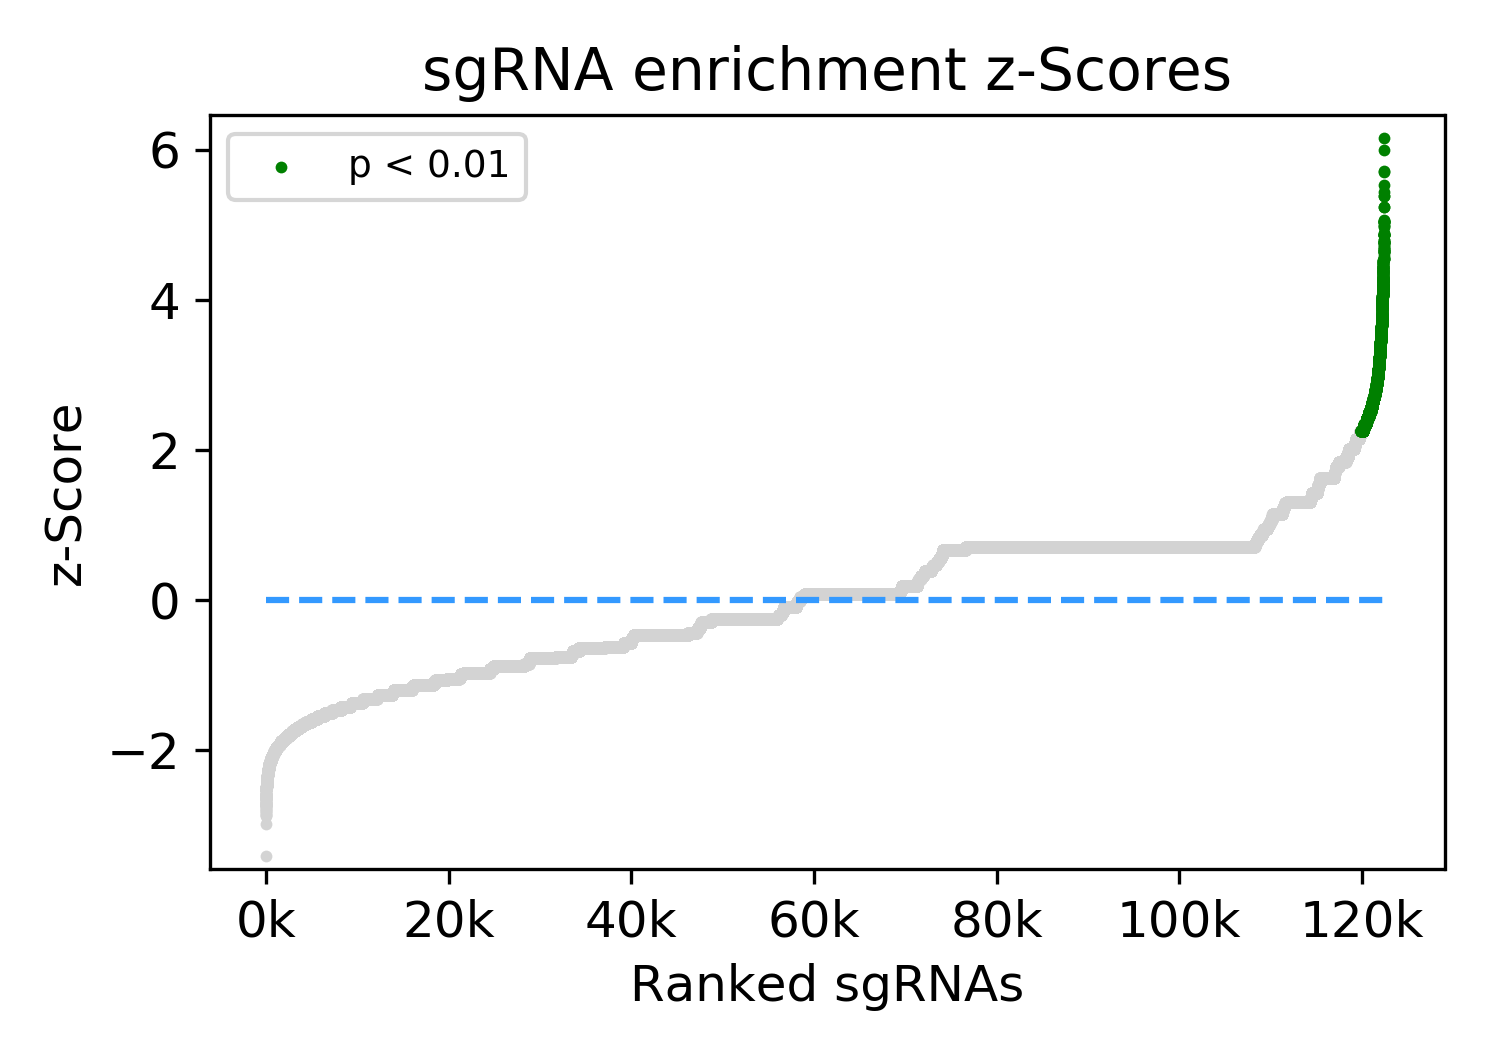 sgRNA enrichment z-Scores
p < 0.01
6
4
2
0
−2
z-Score
0k 20k 40k 60k 80k 100k 120k
Ranked sgRNAs